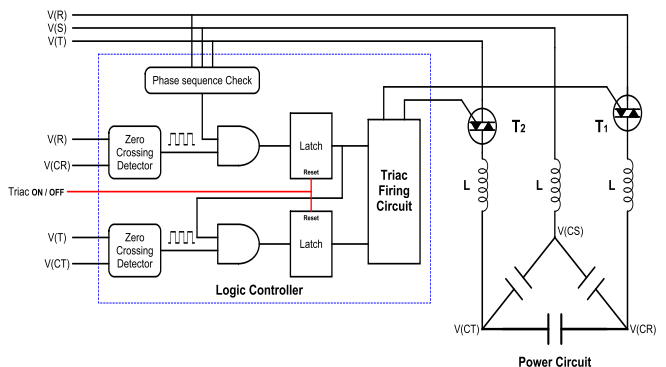 V(R)
V(S)
V(T)
Phase sequence Check
V(R)
V(CR)
Zero
Crossing
Detector
Latch
Reset
Triac ON / OFF
V(T)
V(CT)
Zero
Crossing
Detector
Reset
Latch
Triac
Firing
Circuit
Logic Controller
T2
T1
L
L
L
V(CS)
V(CT)
V(CR)
Power Circuit